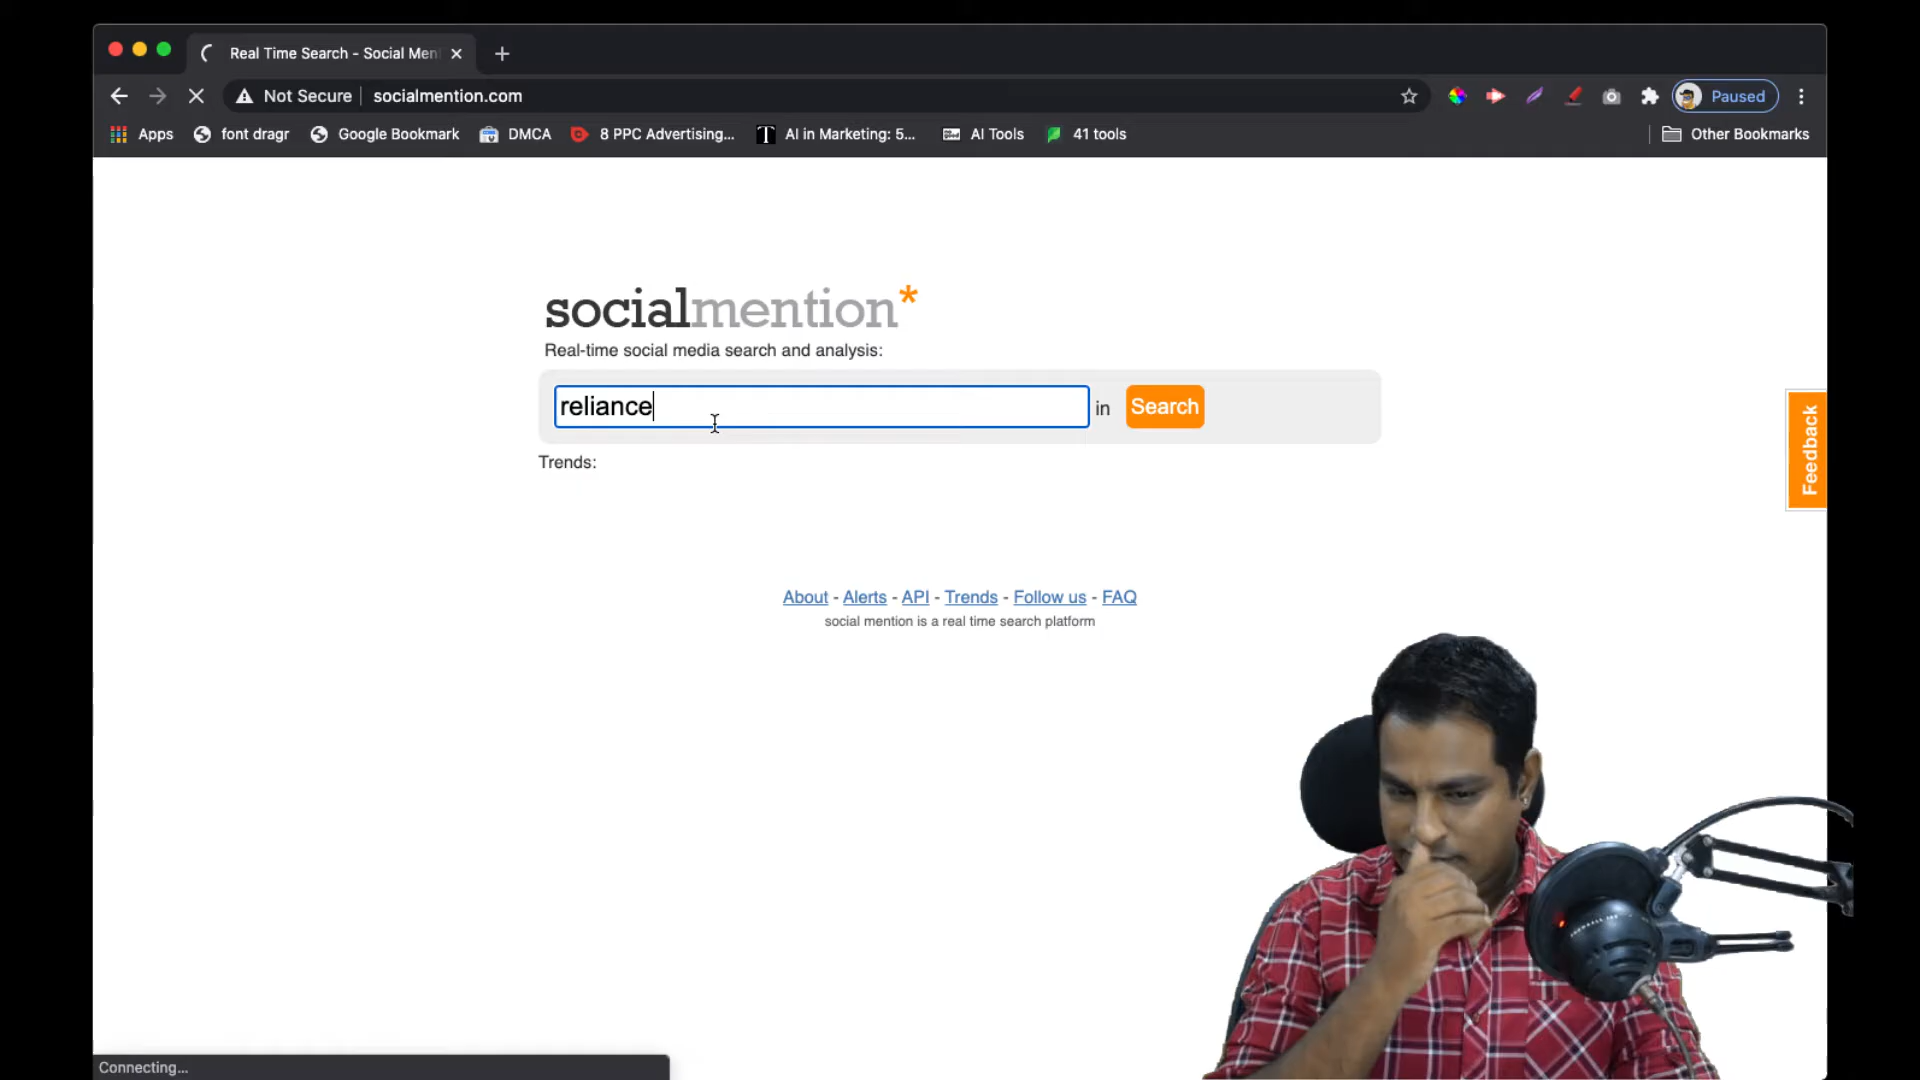 Real Time Search - Social Men
Not Secure socialmention.com Paused
Apps font dragr Google Bookmark DMCA 8 PPC Advertising... AI in Marketing: 5... AI Tools 41 tools Other Bookmarks
socialmention*
Real-time social media search and analysis:
reliance in Search
Feedback
Trends:
About - Alerts - API - Trends - Follow us - FAQ
social mention is a real time search platform
Connecting...